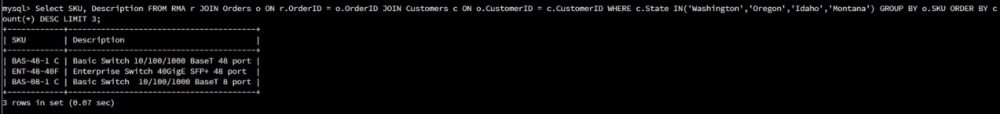 mysql> Select SKU, Description FROM RMA r JOIN Orders o ON r.OrderID = o.OrderID JOIN Customers c ON o.CustomerID = c.CustomerID WHERE c.State IN('Washington','Oregon','Idaho','Montana') GROUP BY o.SKU ORDER BY c
ount(*) DESC LIMIT 3;
+------------+----------------------------------------+
| SKU        | Description                            |
+------------+----------------------------------------+
| BAS-48-1 C | Basic Switch 10/100/1000 BaseT 48 port |
| ENT-48-40F | Enterprise Switch 40GigE SFP+ 48 port  |
| BAS-08-1 C | Basic Switch  10/100/1000 BaseT 8 port |
+------------+----------------------------------------+
3 rows in set (0.07 sec)